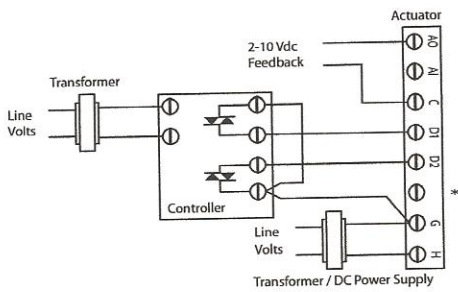 Actuator
2-10 Vdc
Feedback
AO
AI
C
D1
D2
*
G
H
Transformer
Line
Volts
Controller
Line
Volts
Transformer / DC Power Supply